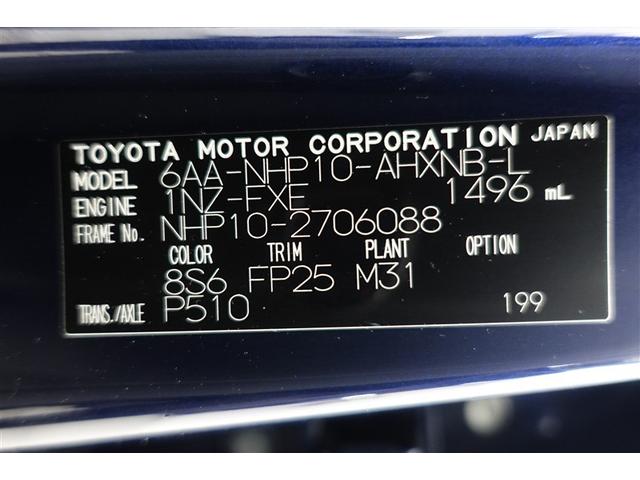 TOYOTA MOTOR CORPORATION JAPAN
MODEL 6AA-NHP10-AHXNB-L
ENGINE 1NZ-FXE 1496 mL
FRAME No. NHP10-2706088
COLOR TRIM PLANT OPTION
8S6 FP25 M31
TRANS./AXLE P510 199